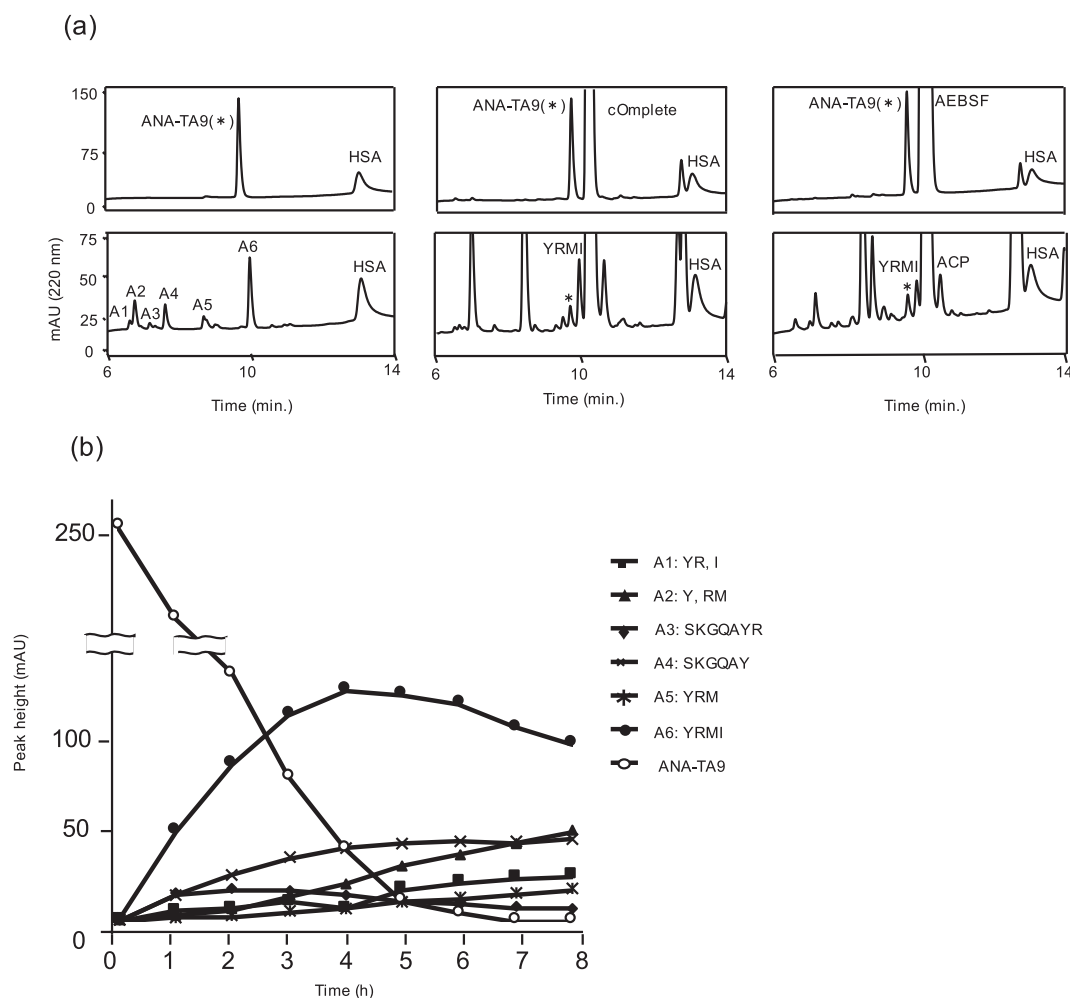 (a)
150
75
0
ANA-TA9(*)
HSA
ANA-TA9(*)
cOmplete
HSA
ANA-TA9(*)
AEBSF
HSA
mAU (220 nm)
75
50
25
0
A1
A2
A3
A4
A5
A6
HSA
YRMI
*
HSA
YRMI
*
ACP
HSA
6 10 14
6 10 14
6 10 14
Time (min.)
Time (min.)
Time (min.)
(b)
Peak height (mAU)
250
100
50
0
0 1 2 3 4 5 6 7 8
Time (h)
A1: YR, I
A2: Y, RM
A3: SKGQAYR
A4: SKGQAY
A5: YRM
A6: YRMI
ANA-TA9